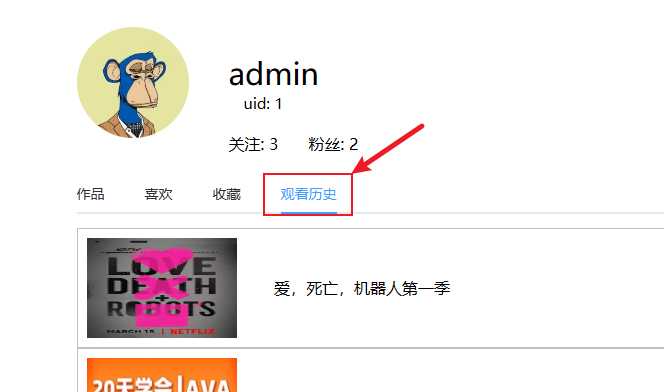 admin
uid: 1
关注: 3 粉丝: 2
作品 喜欢 收藏 观看历史
LOVE
DEATH
+
ROBOTS
MARCH 15 | NETFLIX
爱，死亡，机器人第一季
20天学会JAVA